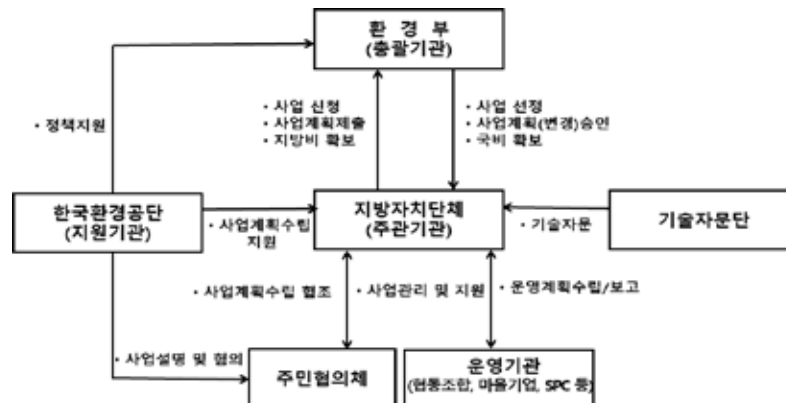 환 경 부
(총괄기관)
• 정책지원
• 사업 신청
• 사업계획제출
• 지방비 확보
• 사업 선정
• 사업계획(변경)승인
• 국비 확보
한국환경공단
(지원기관)
• 사업계획수립
지원
지방자치단체
(주관기관)
• 기술자문
기술자문단
• 사업계획수립 협조
• 사업관리 및 지원
• 운영계획수립/보고
• 사업설명 및 협의
주민협의체
운영기관
(협동조합, 마을기업, SPC 등)